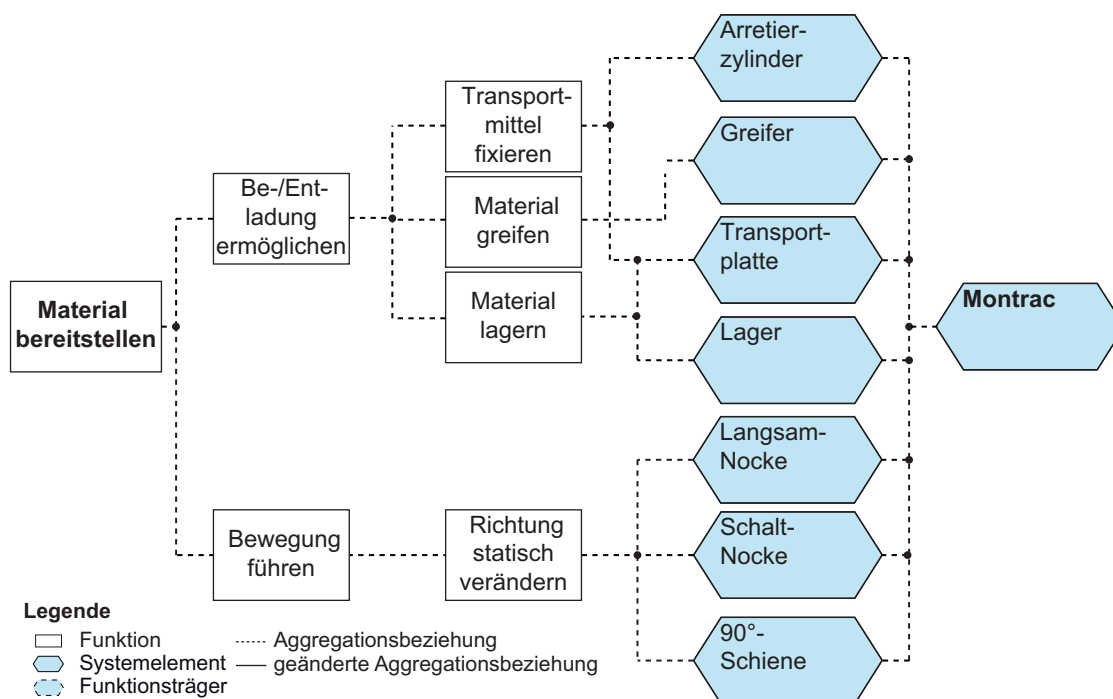 Arretier-
zylinder
Transport-
mittel
fixieren
Greifer
Be-/Ent-
ladung
ermöglichen
Material
greifen
Transport-
platte
Material
bereitstellen
Material
lagern
Montrac
Lager
Langsam-
Nocke
Bewegung
führen
Richtung
statisch
verändern
Schalt-
Nocke
90°-
Schiene
Legende
Funktion
Systemelement
Funktionsträger
Aggregationsbeziehung
geänderte Aggregationsbeziehung